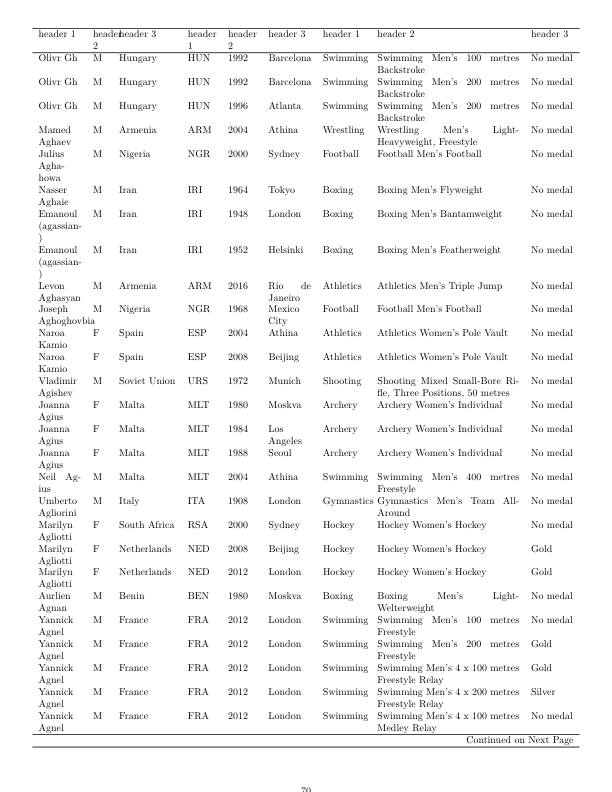 header 1 header 2 header 3 header 1 header 2 header 3 header 1 header 2 header 3
Olivr Gh M Hungary HUN 1992 Barcelona Swimming Swimming Men's 100 metres No medal
Backstroke
Olivr Gh M Hungary HUN 1992 Barcelona Swimming Swimming Men's 200 metres No medal
Backstroke
Olivr Gh M Hungary HUN 1996 Atlanta Swimming Swimming Men's 200 metres No medal
Backstroke
Mamed M Armenia ARM 2004 Athina Wrestling Wrestling Men's Light- No medal
Aghaev Heavyweight, Freestyle
Julius M Nigeria NGR 2000 Sydney Football Football Men's Football No medal
Agha-
howa
Nasser M Iran IRI 1964 Tokyo Boxing Boxing Men's Flyweight No medal
Aghaie
Emanoul M Iran IRI 1948 London Boxing Boxing Men's Bantamweight No medal
(agassian-
)
Emanoul M Iran IRI 1952 Helsinki Boxing Boxing Men's Featherweight No medal
(agassian-
)
Levon M Armenia ARM 2016 Rio de Athletics Athletics Men's Triple Jump No medal
Aghasyan Janeiro
Joseph M Nigeria NGR 1968 Mexico Football Football Men's Football No medal
Aghoghovbia City
Naroa F Spain ESP 2004 Athina Athletics Athletics Women's Pole Vault No medal
Kamio
Naroa F Spain ESP 2008 Beijing Athletics Athletics Women's Pole Vault No medal
Kamio
Vladimir M Soviet Union URS 1972 Munich Shooting Shooting Mixed Small-Bore Ri- No medal
Agishev fle, Three Positions, 50 metres
Joanna F Malta MLT 1980 Moskva Archery Archery Women's Individual No medal
Agius
Joanna F Malta MLT 1984 Los Archery Archery Women's Individual No medal
Agius Angeles
Joanna F Malta MLT 1988 Seoul Archery Archery Women's Individual No medal
Agius
Neil Ag- M Malta MLT 2004 Athina Swimming Swimming Men's 400 metres No medal
ius Freestyle
Umberto M Italy ITA 1908 London Gymnastics Gymnastics Men's Team All- No medal
Agliorini Around
Marilyn F South Africa RSA 2000 Sydney Hockey Hockey Women's Hockey No medal
Agliotti
Marilyn F Netherlands NED 2008 Beijing Hockey Hockey Women's Hockey Gold
Agliotti
Marilyn F Netherlands NED 2012 London Hockey Hockey Women's Hockey Gold
Agliotti
Aurlien M Benin BEN 1980 Moskva Boxing Boxing Men's Light- No medal
Agnan Welterweight
Yannick M France FRA 2012 London Swimming Swimming Men's 100 metres No medal
Agnel Freestyle
Yannick M France FRA 2012 London Swimming Swimming Men's 200 metres Gold
Agnel Freestyle
Yannick M France FRA 2012 London Swimming Swimming Men's 4 x 100 metres Gold
Agnel Freestyle Relay
Yannick M France FRA 2012 London Swimming Swimming Men's 4 x 200 metres Silver
Agnel Freestyle Relay
Yannick M France FRA 2012 London Swimming Swimming Men's 4 x 100 metres No medal
Agnel Medley Relay
Continued on Next Page
70